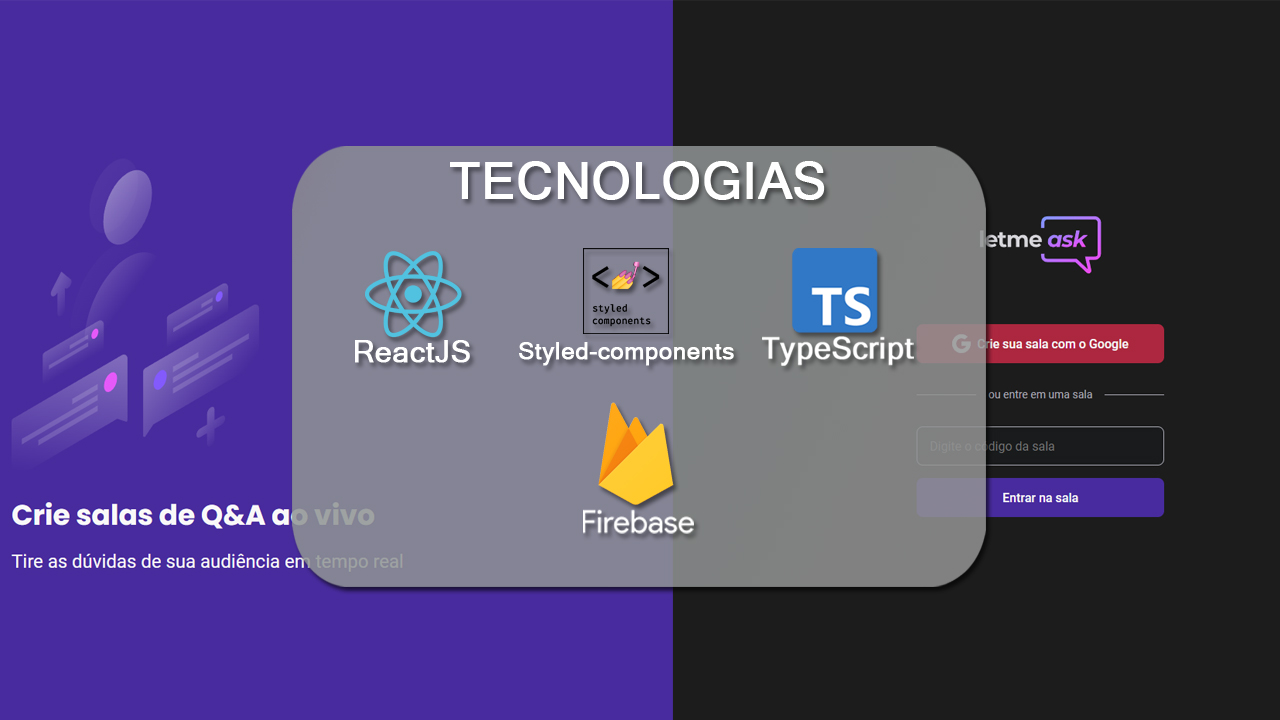 TECNOLOGIAS
letme ask
styled
components
TS
ReactJS
Styled-components
TypeScript
Crie sua sala com o Google
ou entre em uma sala
Firebase
Digite o código da sala
Entrar na sala
Crie salas de Q&A ao vivo
Tire as dúvidas de sua audiência em tempo real